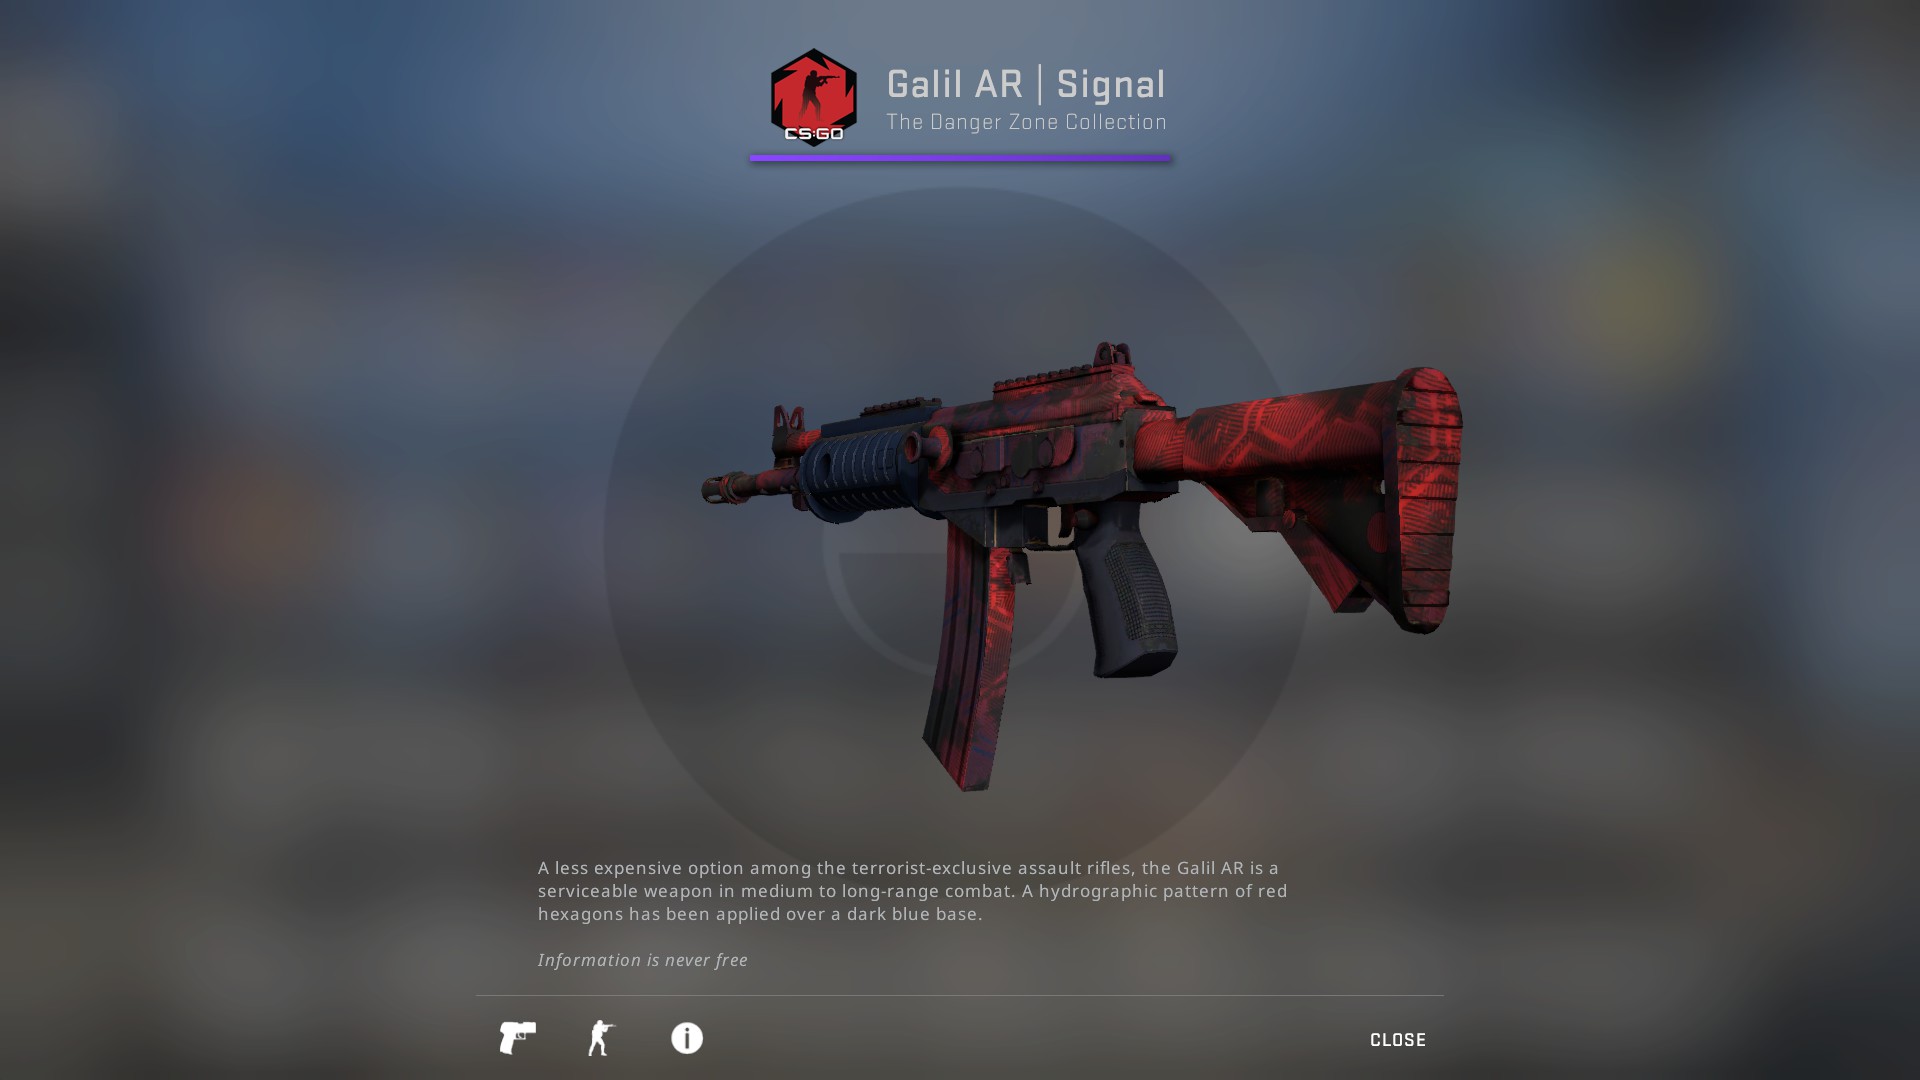 CS:GO
Galil AR | Signal
The Danger Zone Collection
A less expensive option among the terrorist-exclusive assault rifles, the Galil AR is a
serviceable weapon in medium to long-range combat. A hydrographic pattern of red
hexagons has been applied over a dark blue base.
Information is never free
CLOSE